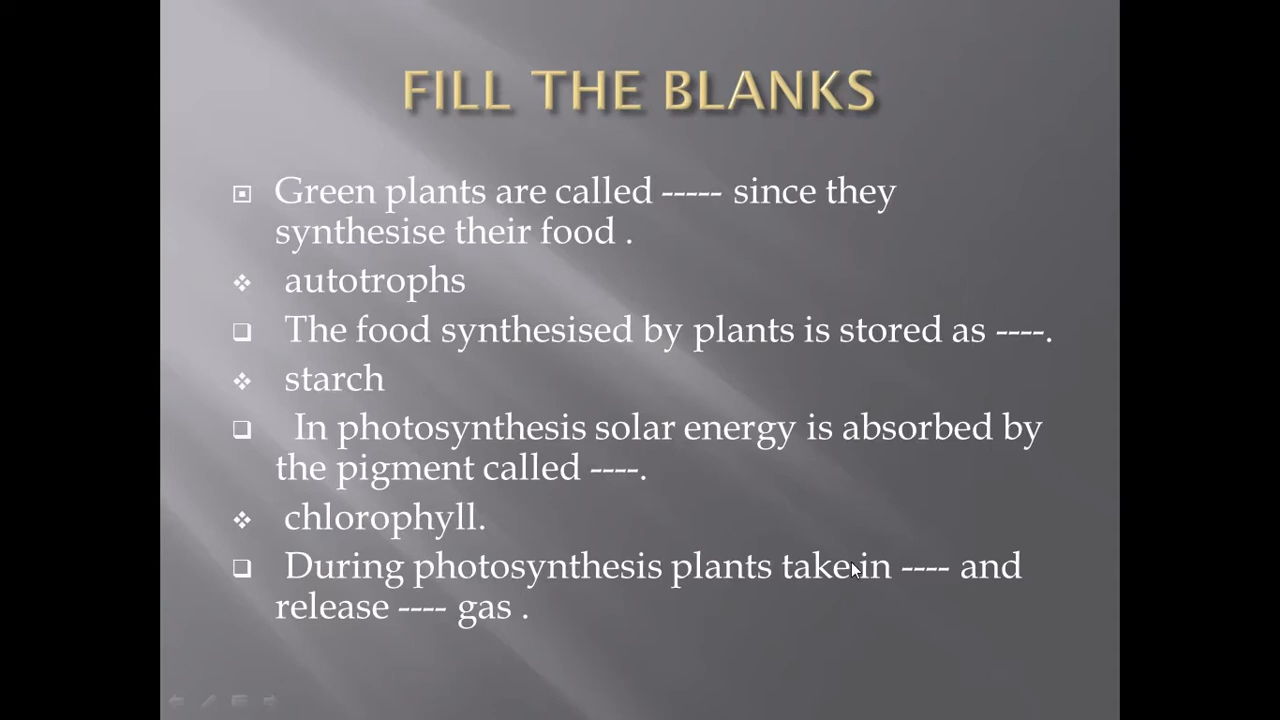 FILL THE BLANKS
Green plants are called ----- since they
synthesise their food .
autotrophs
The food synthesised by plants is stored as ----.
starch
In photosynthesis solar energy is absorbed by
the pigment called ----.
chlorophyll.
During photosynthesis plants take in ---- and
release ---- gas .